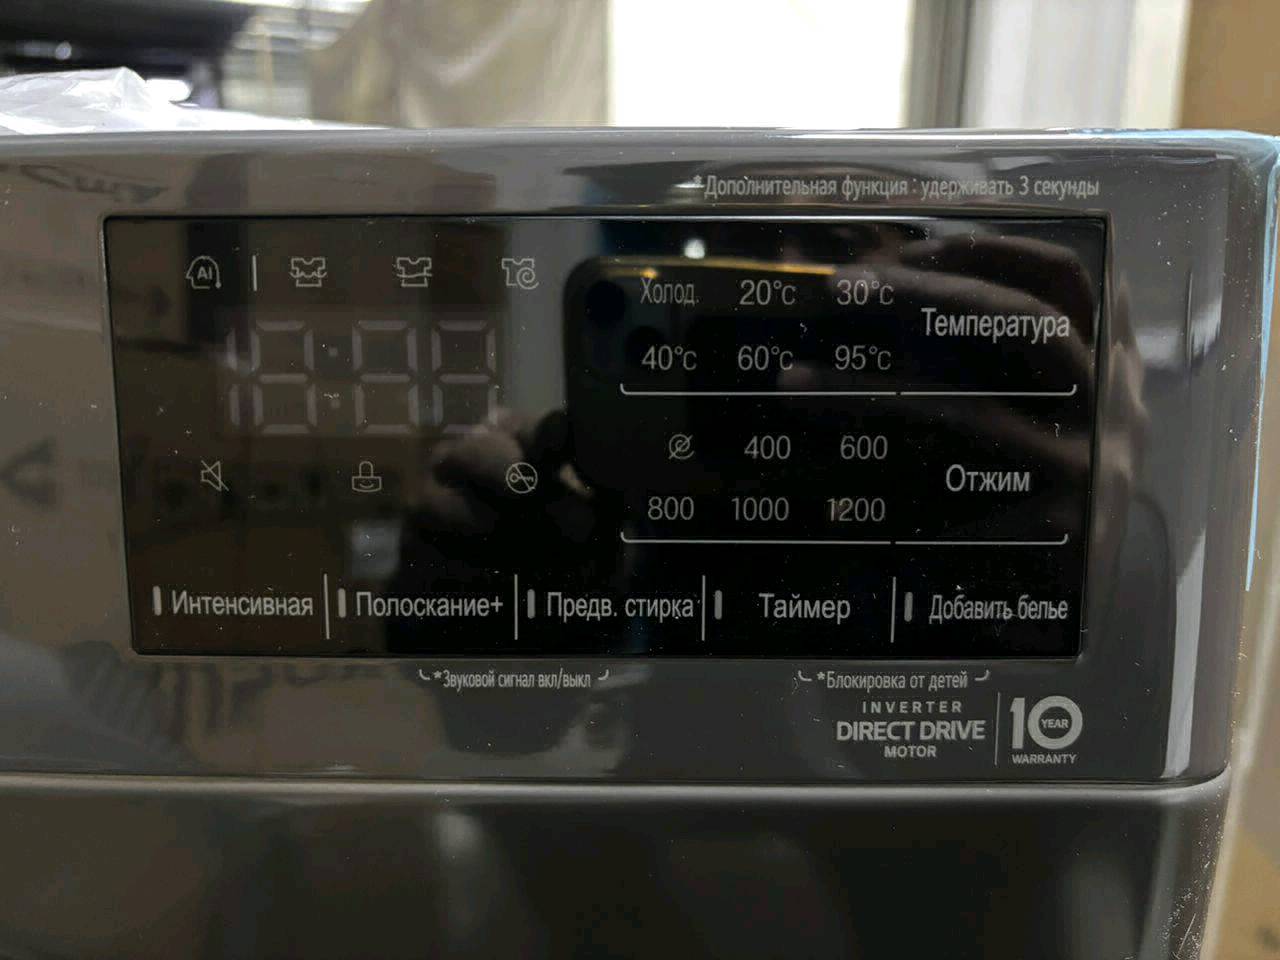 *Дополнительная функция : удерживать 3 секунды
AI
Холод. 20°c 30°c
Температура
40°c 60°c 95°c
400 600
Отжим
800 1000 1200
Интенсивная Полоскание+ Предв. стирка Таймер Добавить белье
*Звуковой сигнал вкл/выкл *Блокировка от детей
INVERTER
DIRECT DRIVE
MOTOR
10 YEAR
WARRANTY